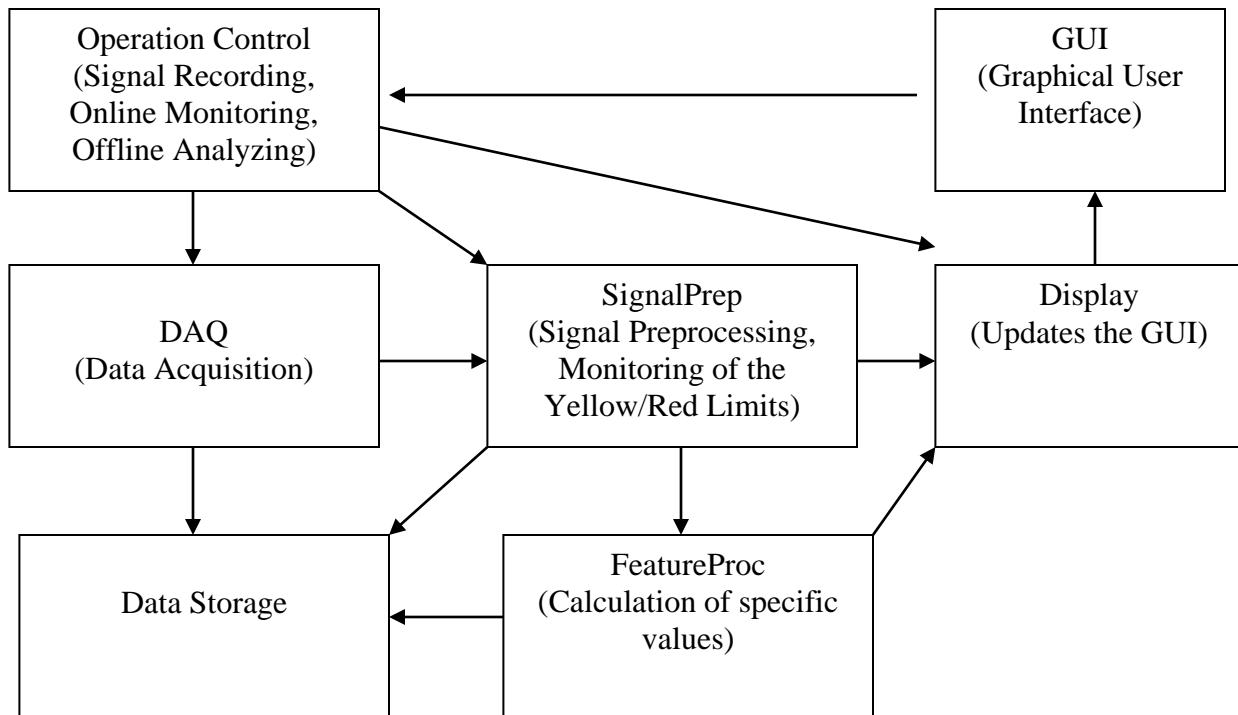 Operation Control
(Signal Recording,
Online Monitoring,
Offline Analyzing)
GUI
(Graphical User
Interface)
DAQ
(Data Acquisition)
SignalPrep
(Signal Preprocessing,
Monitoring of the
Yellow/Red Limits)
Display
(Updates the GUI)
Data Storage
FeatureProc
(Calculation of specific
values)